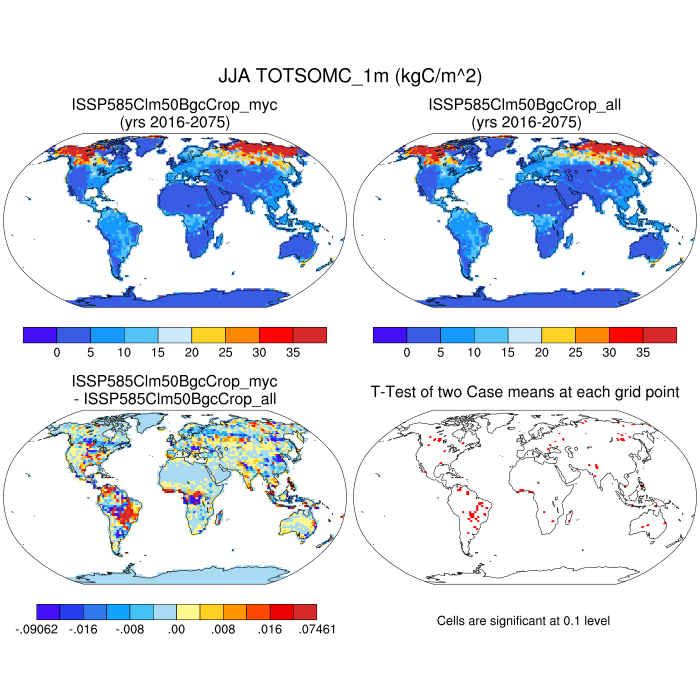 JJA TOTSOMC_1m (kgC/m^2)
ISSP585Clm50BgcCrop_myc
(yrs 2016-2075)
ISSP585Clm50BgcCrop_all
(yrs 2016-2075)
0 5 10 15 20 25 30 35
0 5 10 15 20 25 30 35
ISSP585Clm50BgcCrop_myc
- ISSP585Clm50BgcCrop_all
T-Test of two Case means at each grid point
-.09062 -.016 -.008 .00 .008 .016 .07461
Cells are significant at 0.1 level